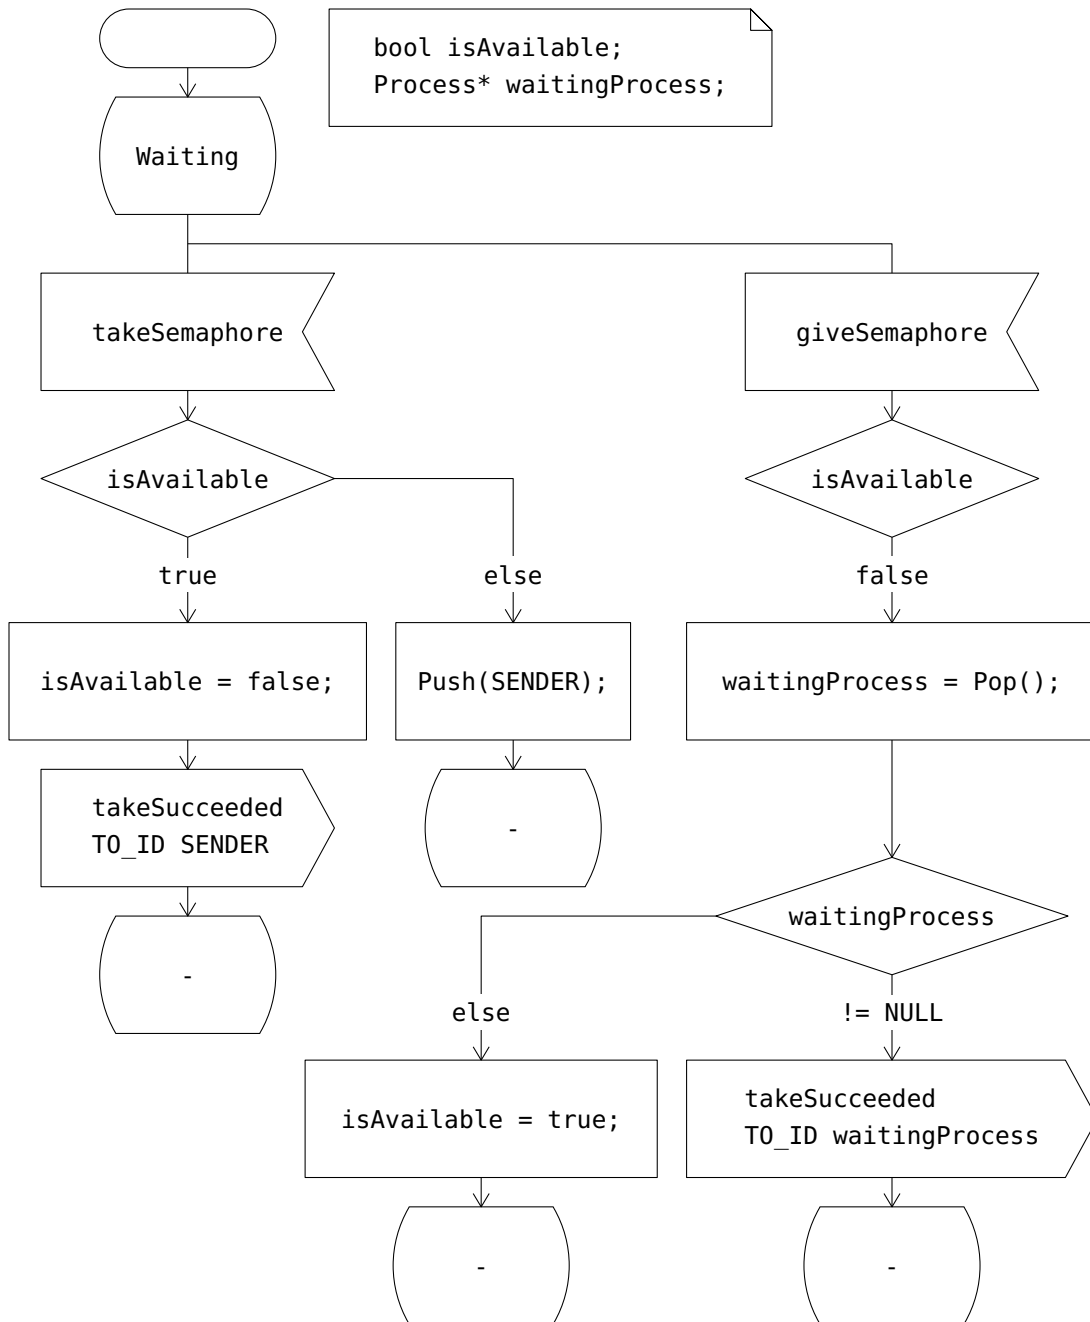 bool isAvailable;
Process* waitingProcess;
Waiting
takeSemaphore
giveSemaphore
isAvailable
isAvailable
true
else
false
isAvailable = false;
Push(SENDER);
waitingProcess = Pop();
takeSucceeded
TO_ID SENDER
-
waitingProcess
-
else
!= NULL
isAvailable = true;
takeSucceeded
TO_ID waitingProcess
-
-